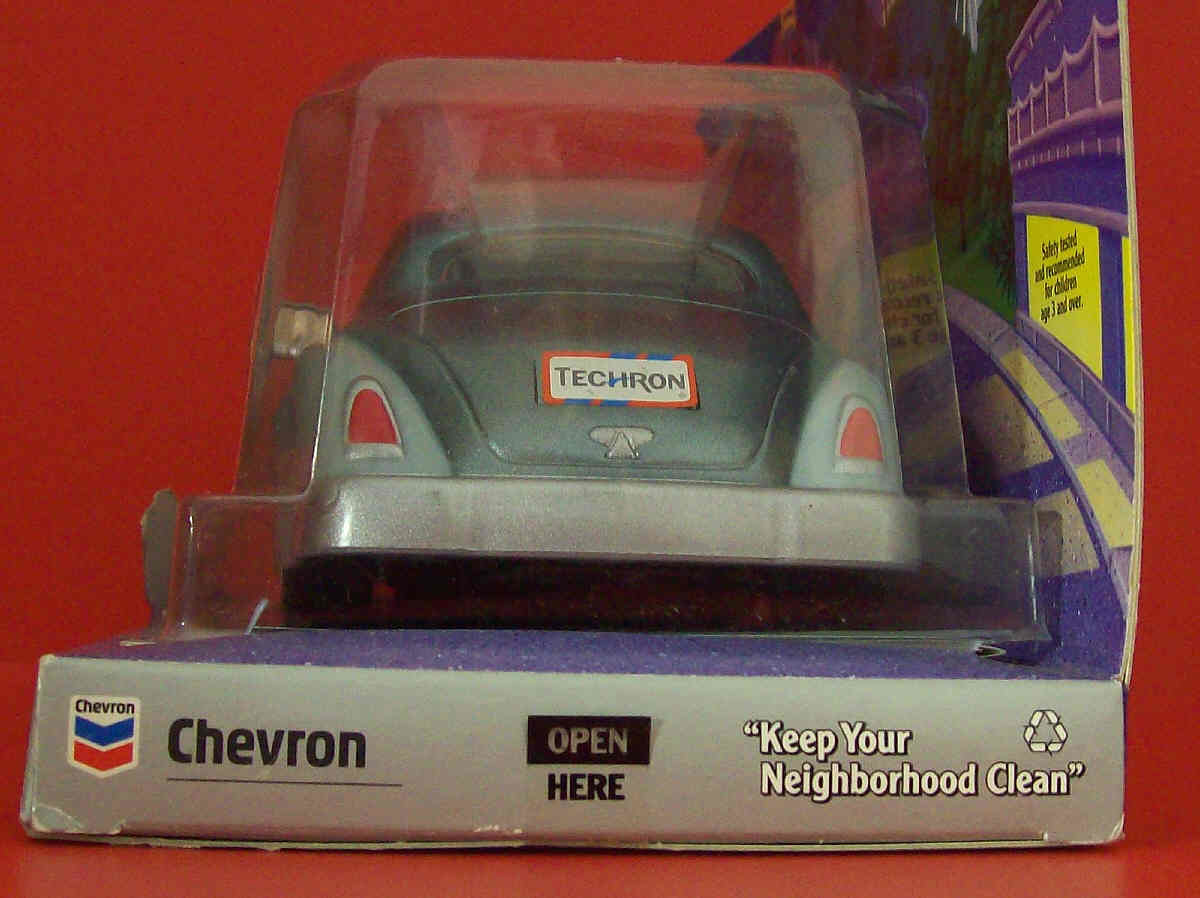 Safety tested
and recommended
for children
age 3 and over.
TECHRON
Chevron
Chevron
OPEN
HERE
“Keep Your
Neighborhood Clean”